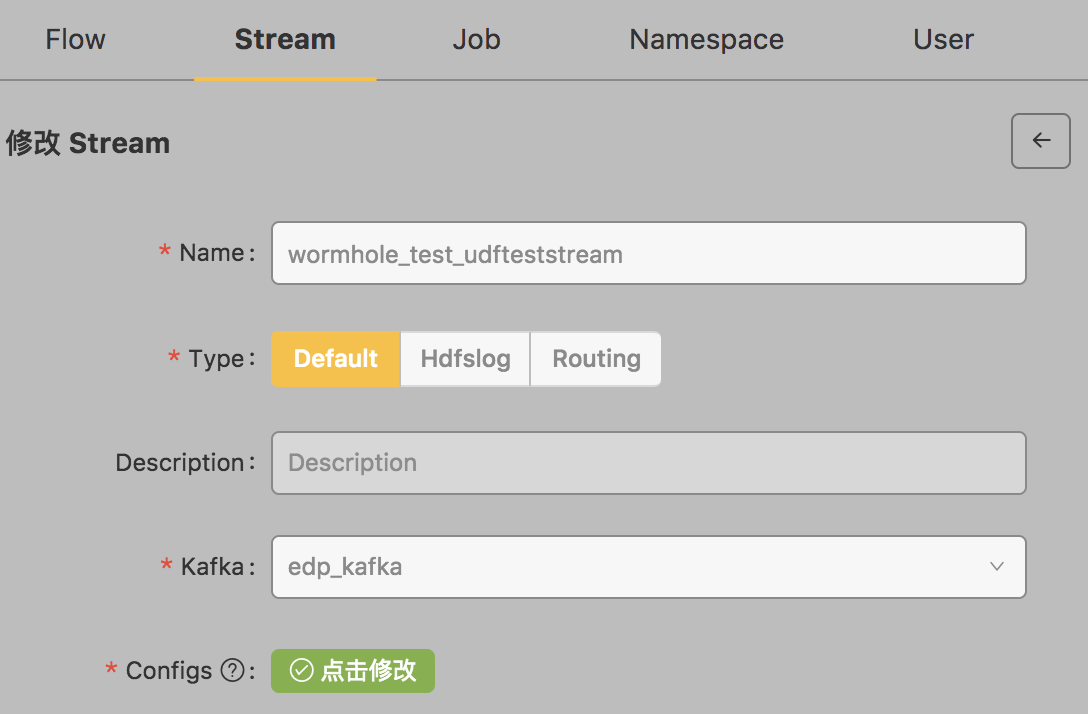 Flow Stream Job Namespace User
修改 Stream
* Name: wormhole_test_udfteststream
* Type: Default Hdfslog Routing
Description: Description
* Kafka: edp_kafka
* Configs ?: 点击修改